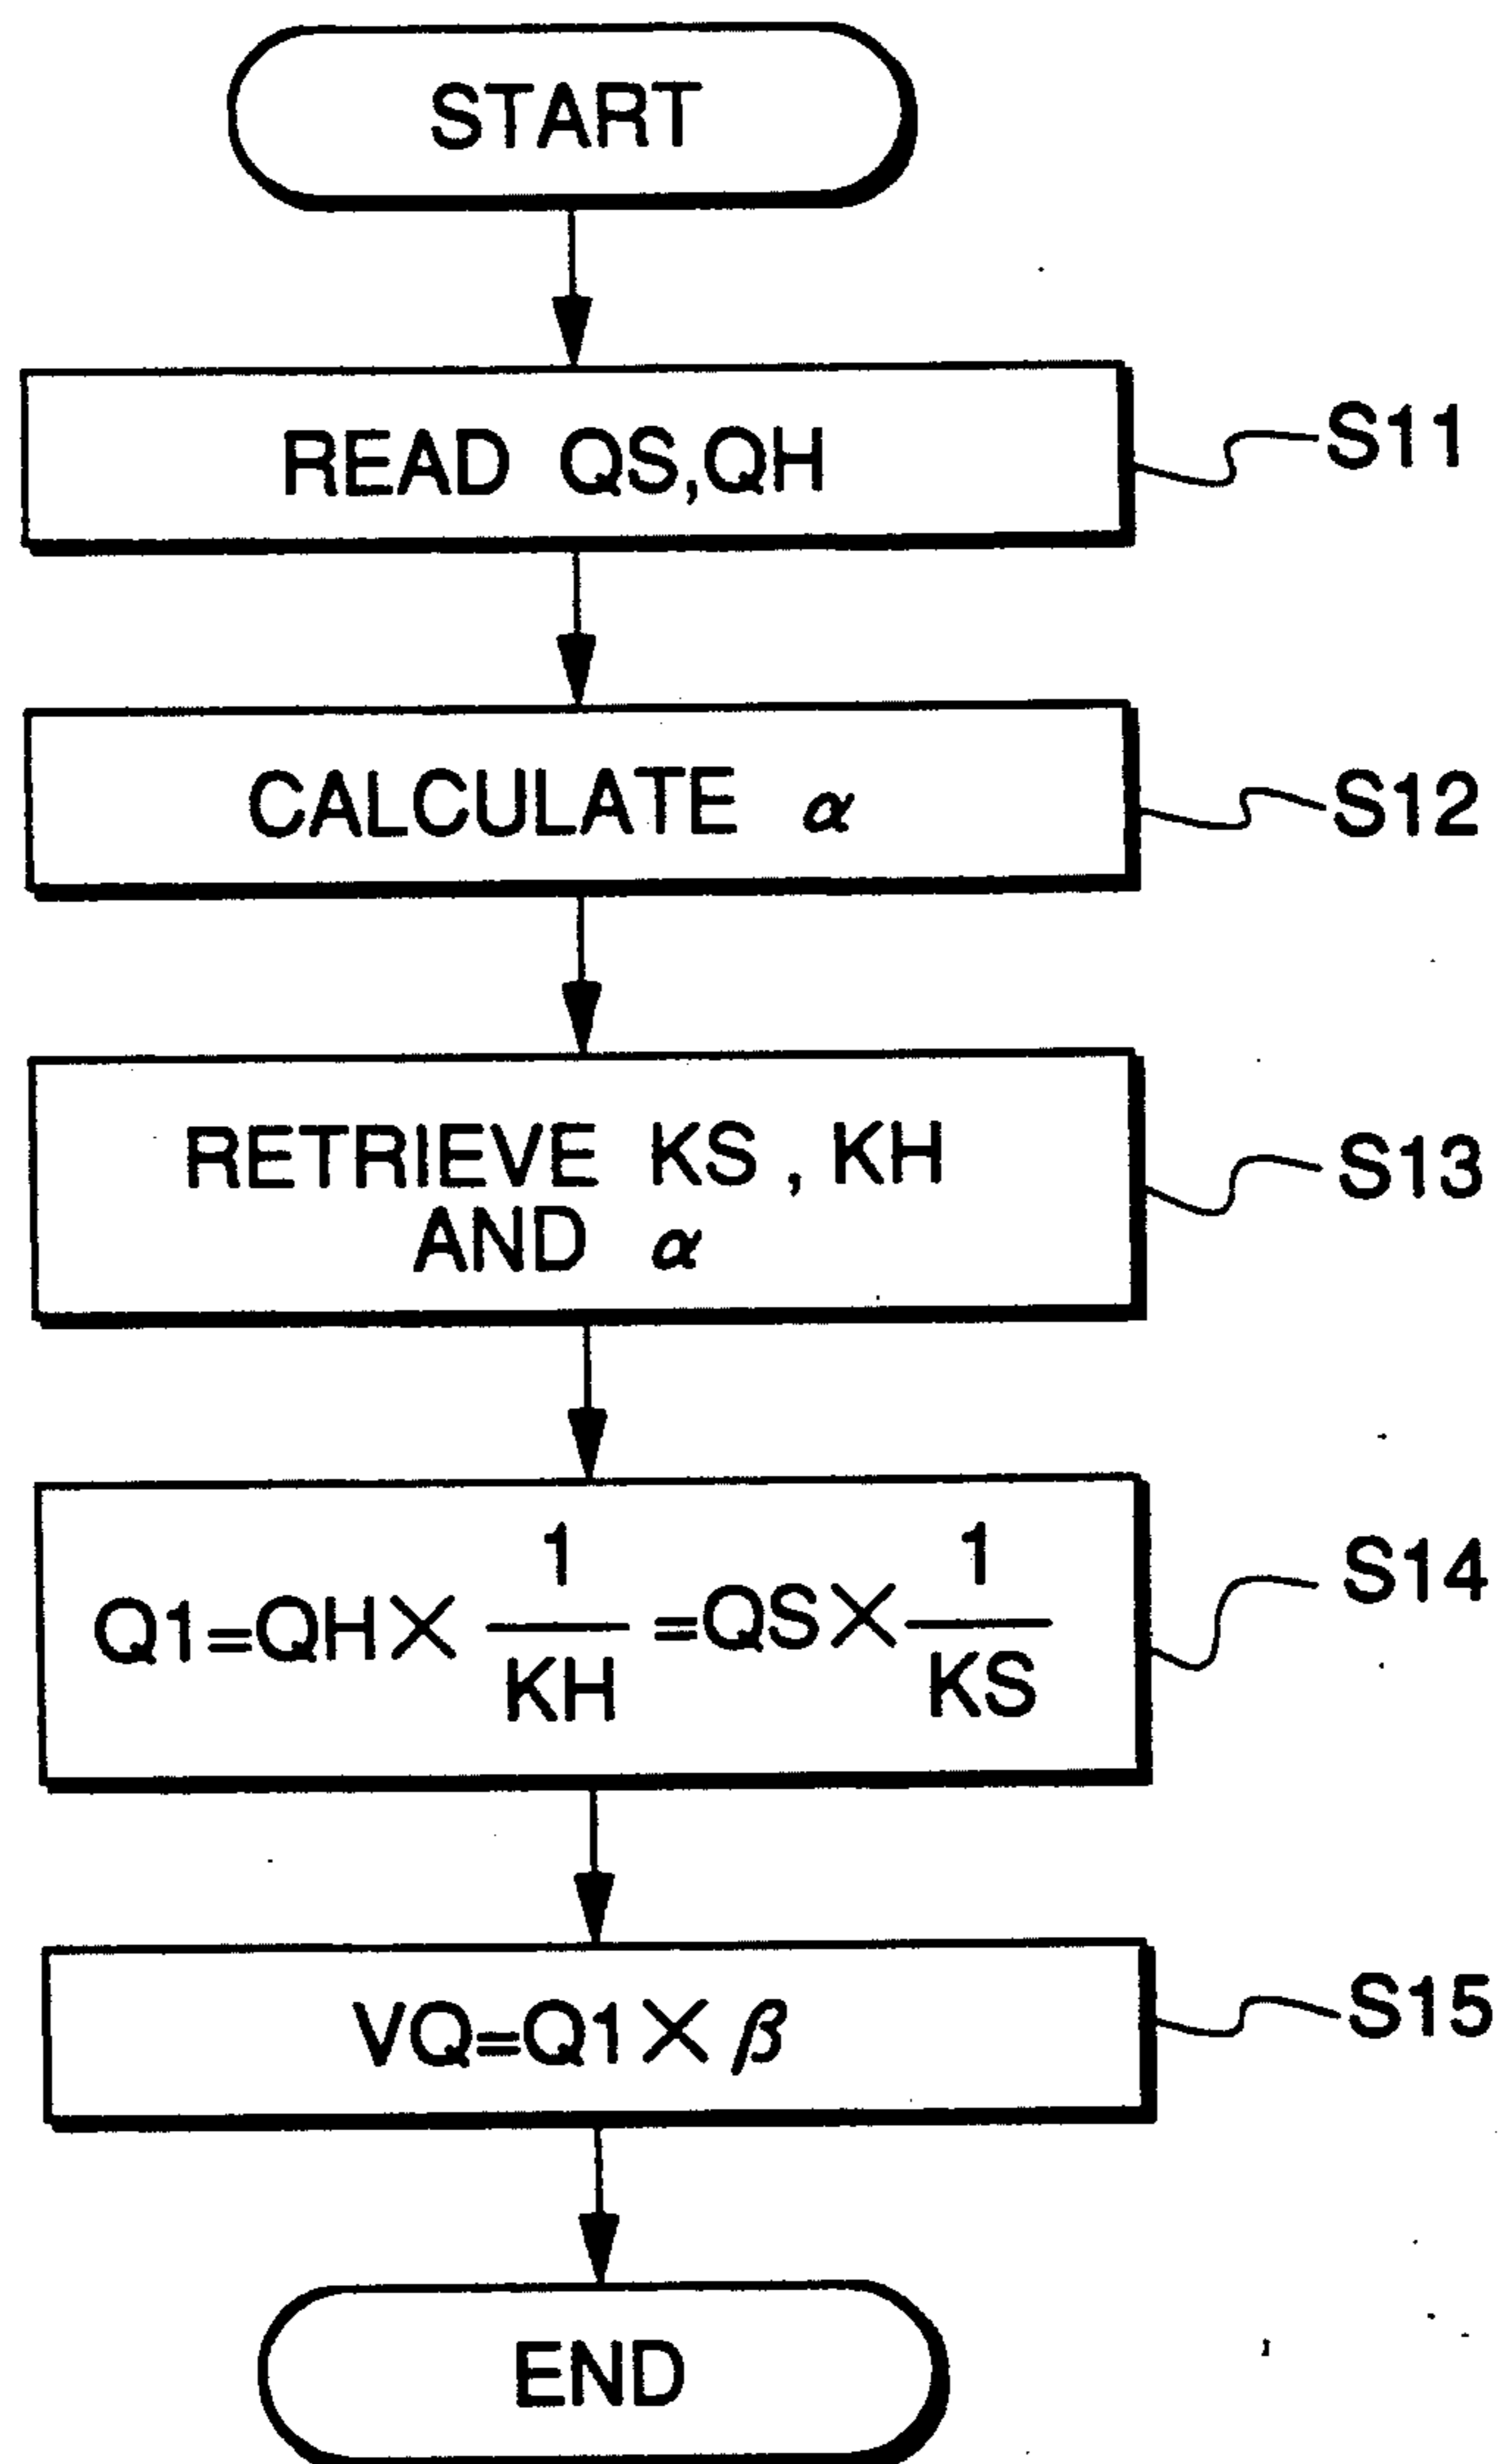 START
READ QS,QH
S11
CALCULATE α
S12
RETRIEVE KS , KH
AND α
S13
Q1=QH× 1/KH =QS× 1/KS
S14
VQ=Q1×β
S15
END